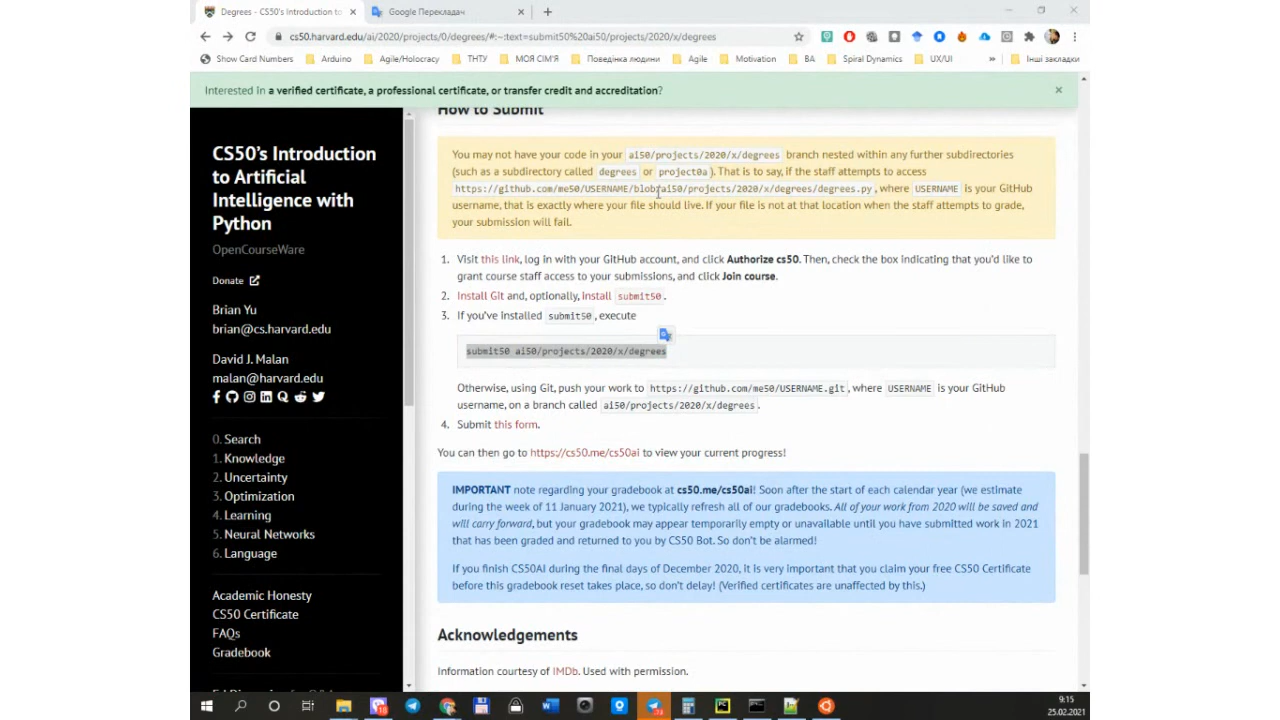 Degrees - CS50's Introduction to
Google Перекладач
cs50.harvard.edu/ai/2020/projects/0/degrees/#:~:text=submit50%20ai50/projects/2020/x/degrees
Show Card Numbers
Arduino
Agile/Holocracy
ТНТУ
МОЯ СІМ'Я
Поведінка людини
Agile
Motivation
BA
Spiral Dynamics
UX/UI
»
Інші закладки
Interested in a verified certificate, a professional certificate, or transfer credit and accreditation?
CS50's Introduction
to Artificial
Intelligence with
Python
OpenCourseWare
Donate
Brian Yu
brian@cs.harvard.edu
David J. Malan
malan@harvard.edu
0. Search
1. Knowledge
2. Uncertainty
3. Optimization
4. Learning
5. Neural Networks
6. Language
Academic Honesty
CS50 Certificate
FAQs
Gradebook
How to Submit
You may not have your code in your ai50/projects/2020/x/degrees branch nested within any further subdirectories
(such as a subdirectory called degrees or project0a). That is to say, if the staff attempts to access
https://github.com/me50/USERNAME/blob/ai50/projects/2020/x/degrees/degrees.py, where USERNAME is your GitHub
username, that is exactly where your file should live. If your file is not at that location when the staff attempts to grade,
your submission will fail.
1. Visit this link, log in with your GitHub account, and click Authorize cs50. Then, check the box indicating that you'd like to
grant course staff access to your submissions, and click Join course.
2. Install Git and, optionally, install submit50.
3. If you've installed submit50, execute
submit50 ai50/projects/2020/x/degrees
Otherwise, using Git, push your work to https://github.com/me50/USERNAME.git, where USERNAME is your GitHub
username, on a branch called ai50/projects/2020/x/degrees.
4. Submit this form.
You can then go to https://cs50.me/cs50ai to view your current progress!
IMPORTANT note regarding your gradebook at cs50.me/cs50ai! Soon after the start of each calendar year (we estimate
during the week of 11 January 2021), we typically refresh all of our gradebooks. All of your work from 2020 will be saved and
will carry forward, but your gradebook may appear temporarily empty or unavailable until you have submitted work in 2021
that has been graded and returned to you by CS50 Bot. So don't be alarmed!
If you finish CS50AI during the final days of December 2020, it is very important that you claim your free CS50 Certificate
before this gradebook reset takes place, so don't delay! (Verified certificates are unaffected by this.)
Acknowledgements
Information courtesy of IMDb. Used with permission.
9:15
25.02.2021